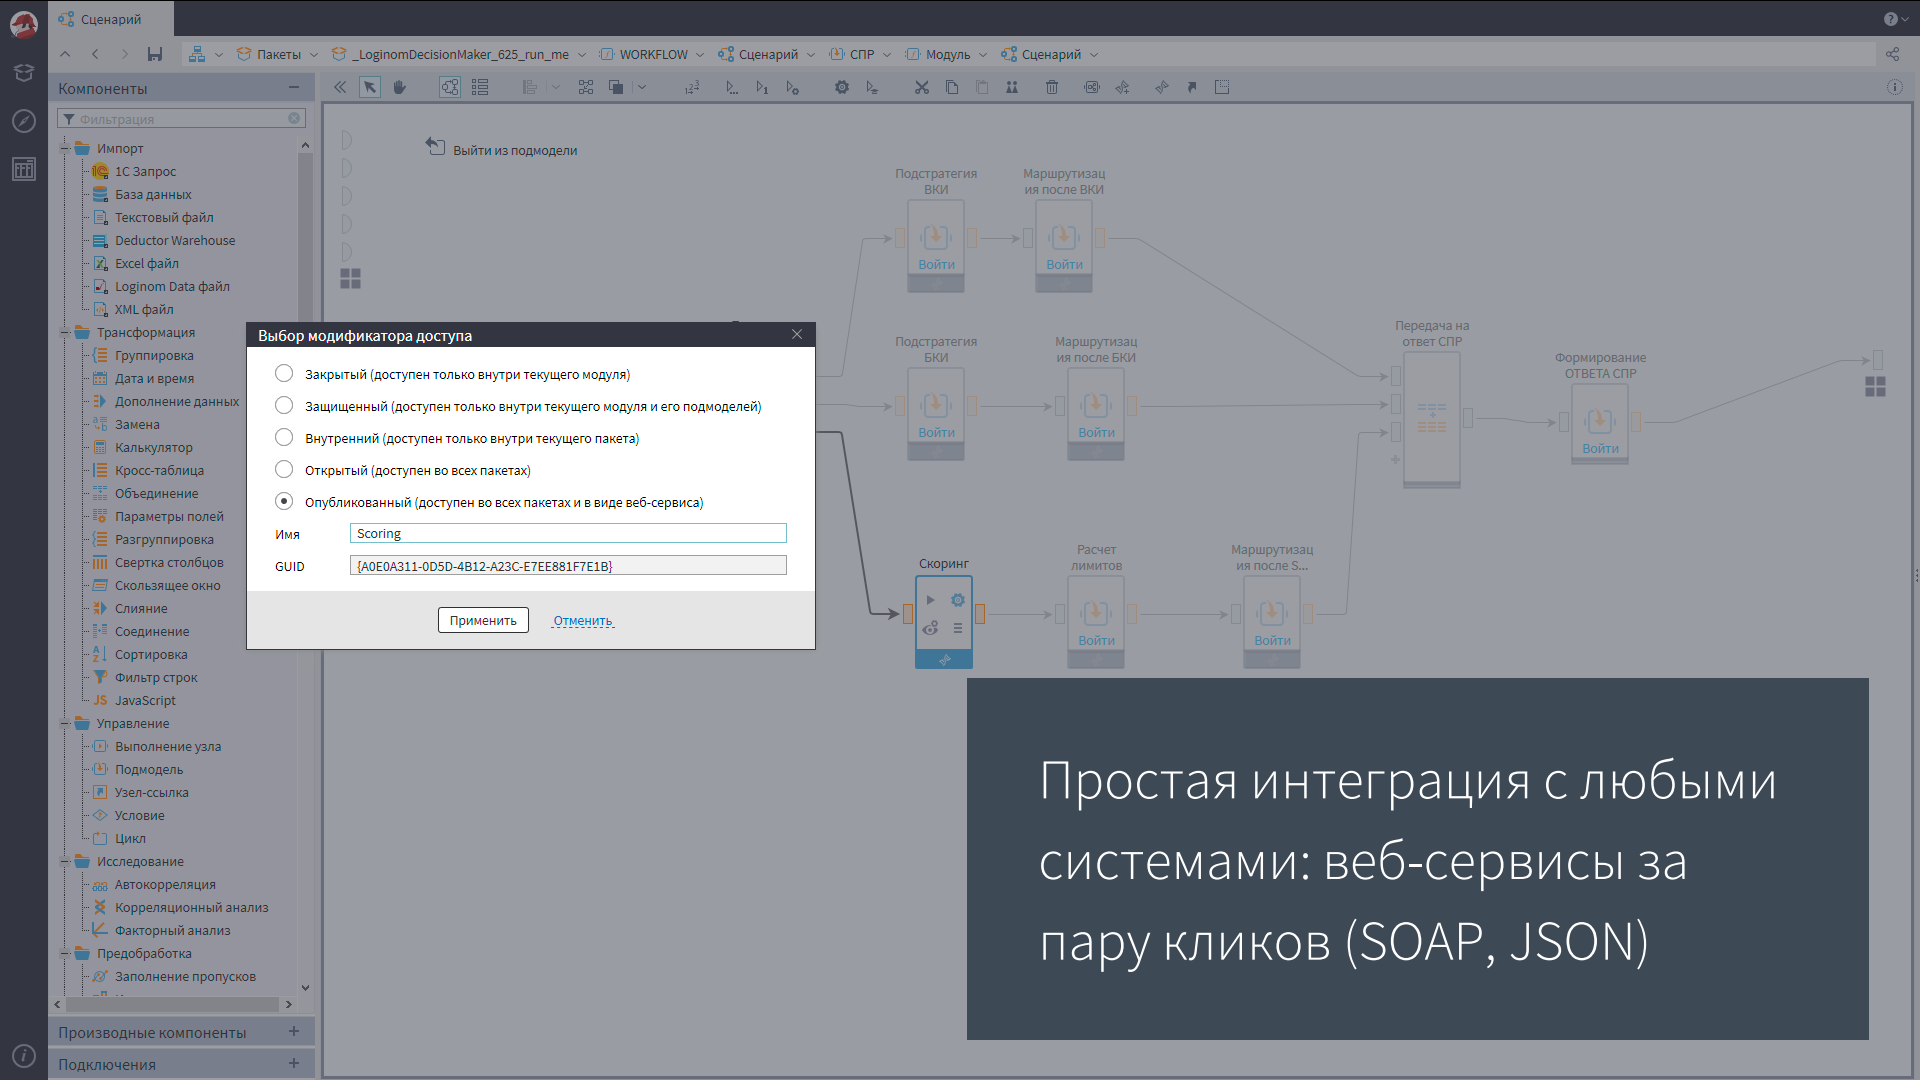 Сценарий
Пакеты
_LoginomDecisionMaker_625_run_me
WORKFLOW
Сценарий
СПР
Модуль
Сценарий
Компоненты
Фильтрация
Импорт
1С Запрос
База данных
Текстовый файл
Deductor Warehouse
Excel файл
Loginom Data файл
XML файл
Трансформация
Группировка
Дата и время
Дополнение данных
Замена
Калькулятор
Кросс-таблица
Объединение
Параметры полей
Разгруппировка
Свертка столбцов
Скользящее окно
Слияние
Соединение
Сортировка
Фильтр строк
JS JavaScript
Управление
Выполнение узла
Подмодель
Узел-ссылка
Условие
Цикл
Исследование
Автокорреляция
Корреляционный анализ
Факторный анализ
Предобработка
Заполнение пропусков
Производные компоненты
Подключения
Выйти из подмодели
Подстратегия
ВКИ
Войти
Маршрутизац
ия после ВКИ
Войти
Подстратегия
БКИ
Войти
Маршрутизац
ия после БКИ
Войти
Передача на
ответ СПР
Формирование
ОТВЕТА СПР
Войти
Скоринг
Расчет
лимитов
Войти
Маршрутизац
ия после S...
Войти
Выбор модификатора доступа
Закрытый (доступен только внутри текущего модуля)
Защищенный (доступен только внутри текущего модуля и его подмоделей)
Внутренний (доступен только внутри текущего пакета)
Открытый (доступен во всех пакетах)
Опубликованный (доступен во всех пакетах и в виде веб-сервиса)
Имя
Scoring
GUID
{A0E0A311-0D5D-4B12-A23C-E7EE881F7E1B}
Применить
Отменить
Простая интеграция с любыми
системами: веб-сервисы за
пару кликов (SOAP, JSON)